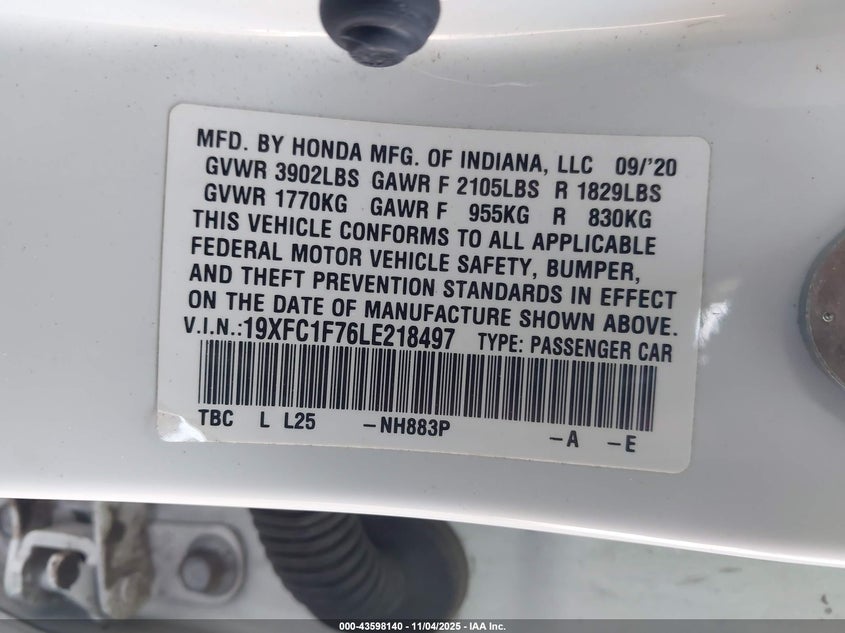 MFD. BY HONDA MFG. OF INDIANA, LLC 09/'20
GVWR 3902LBS GAWR F 2105LBS R 1829LBS
GVWR 1770KG GAWR F 955KG R 830KG
THIS VEHICLE CONFORMS TO ALL APPLICABLE
FEDERAL MOTOR VEHICLE SAFETY, BUMPER,
AND THEFT PREVENTION STANDARDS IN EFFECT
ON THE DATE OF MANUFACTURE SHOWN ABOVE.
V.I.N.:19XFC1F76LE218497 TYPE: PASSENGER CAR
TBC L L25 -NH883P -A -E
000-43598140 - 11/04/2025 - IAA Inc.